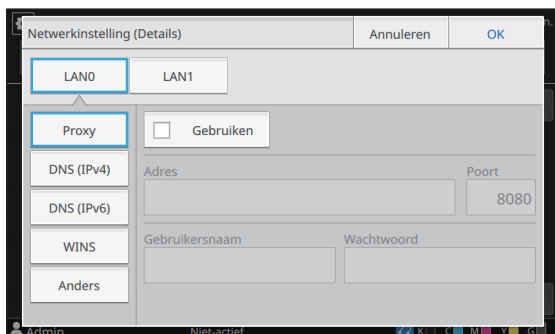 Netwerkinstelling (Details)
Annuleren
OK
n.
LAN0
LAN1
Proxy
Gebruiken
DNS (IPv4)
Adres
Poort
8080
DNS (IPv6)
WINS
Gebruikersnaam
Wachtwoord
Anders
Admin
Niet-actief
K C M Y G